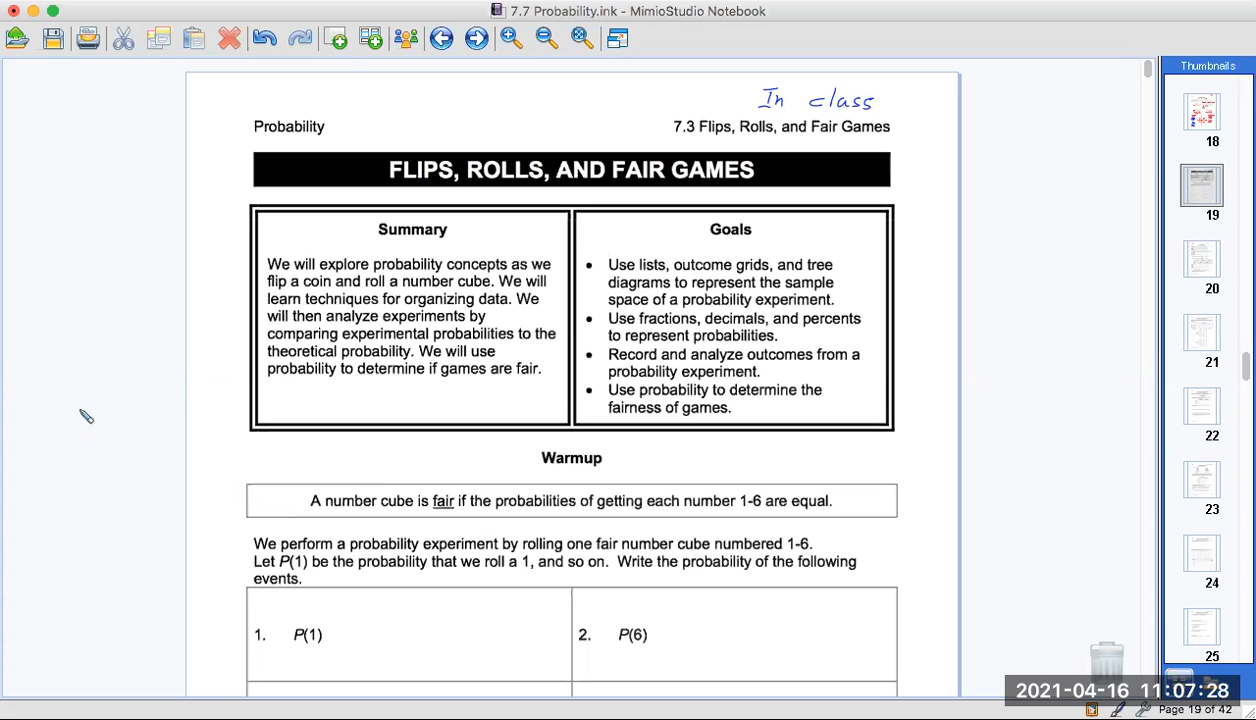 7.7 Probability.ink - MimioStudio Notebook
Thumbnails
In class
Probability
7.3 Flips, Rolls, and Fair Games
FLIPS, ROLLS, AND FAIR GAMES
Summary
We will explore probability concepts as we
flip a coin and roll a number cube. We will
learn techniques for organizing data. We
will then analyze experiments by
comparing experimental probabilities to the
theoretical probability. We will use
probability to determine if games are fair.
Goals
• Use lists, outcome grids, and tree
diagrams to represent the sample
space of a probability experiment.
• Use fractions, decimals, and percents
to represent probabilities.
• Record and analyze outcomes from a
probability experiment.
• Use probability to determine the
fairness of games.
Warmup
A number cube is fair if the probabilities of getting each number 1-6 are equal.
We perform a probability experiment by rolling one fair number cube numbered 1-6.
Let P(1) be the probability that we roll a 1, and so on. Write the probability of the following
events.
1. P(1)
2. P(6)
18
19
20
21
22
23
24
25
2021-04-16 11:07:28
Page 19 of 42